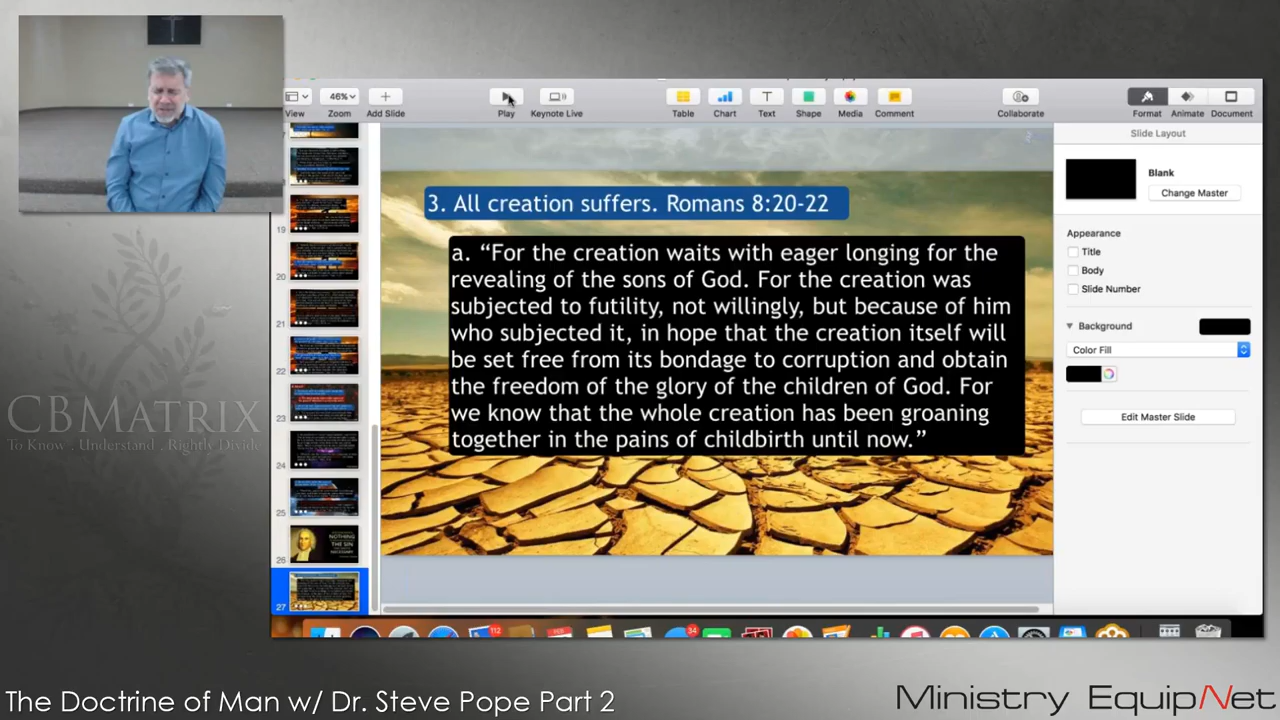 View
46%
Zoom
Add Slide
Play
Keynote Live
Table
Chart
Text
Shape
Media
Comment
Collaborate
Format
Animate
Document
Slide Layout
Blank
Change Master
Appearance
Title
Body
Slide Number
Background
Color Fill
Edit Master Slide
19
20
21
22
23
24
25
26
27
NOTHING
THE SIN
3. All creation suffers. Romans 8:20-22
a. “For the creation waits with eager longing for the
revealing of the sons of God. For the creation was
subjected to futility, not willingly, but because of him
who subjected it, in hope that the creation itself will
be set free from its bondage to corruption and obtain
the freedom of the glory of the children of God. For
we know that the whole creation has been groaning
together in the pains of childbirth until now.”
112
34
To Know, Understand, Rightly Divide
The Doctrine of Man w/ Dr. Steve Pope Part 2
Ministry EquipNet